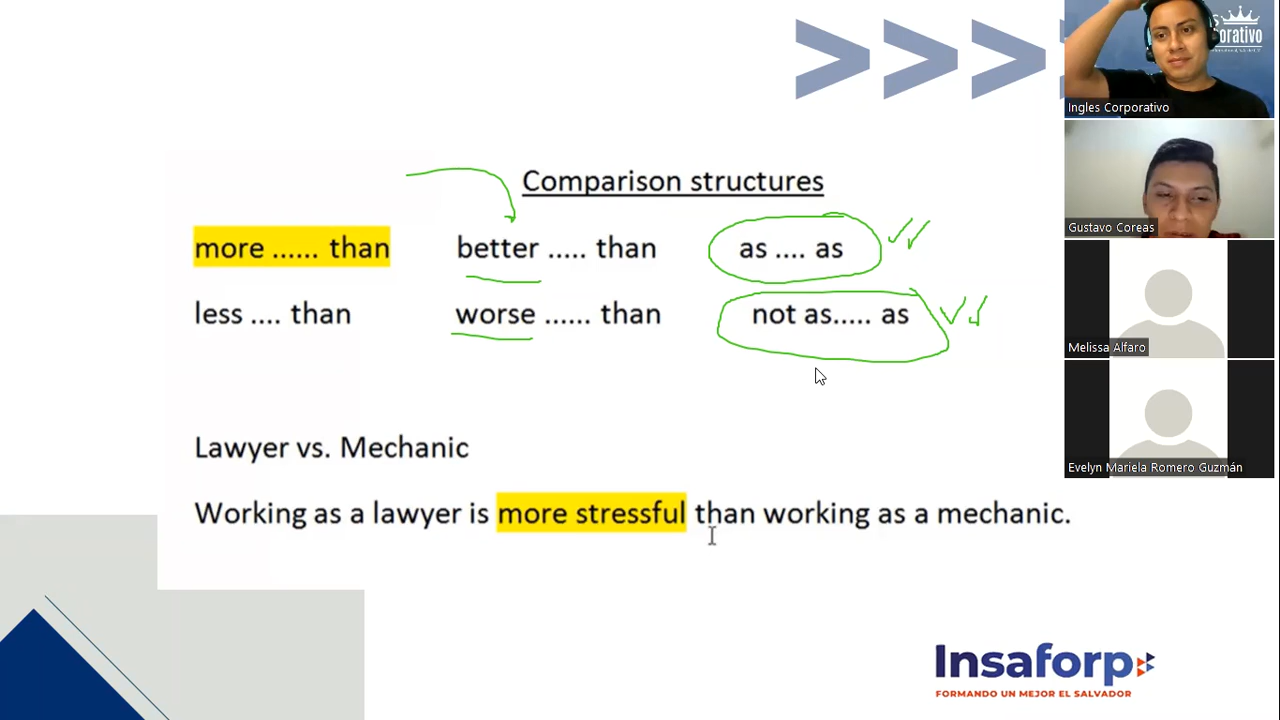 Comparison structures
more ...... than
better ..... than
as .... as
less .... than
worse ...... than
not as..... as
Lawyer vs. Mechanic
Working as a lawyer is more stressful than working as a mechanic.
Insaforp
FORMANDO UN MEJOR EL SALVADOR
Ingles Corporativo
Gustavo Coreas
Melissa Alfaro
Evelyn Mariela Romero Guzmán